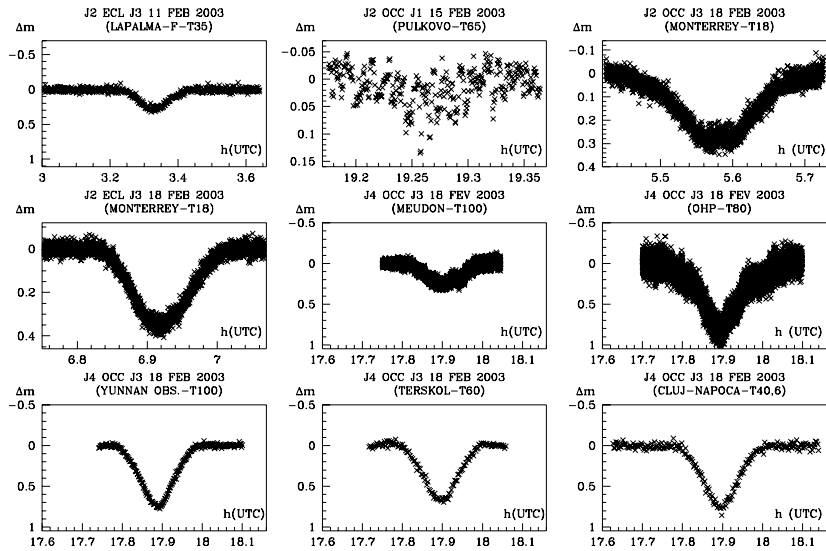 J2 ECL J3 11 FEB 2003
(LAPALMA-F-T35)
Δm
-0.5
0
0.5
1
h(UTC)
3 3.2 3.4 3.6
J2 OCC J1 15 FEB 2003
(PULKOVO-T65)
Δm
-0.05
0
0.05
0.1
0.15
h(UTC)
19.2 19.25 19.3 19.35
J2 OCC J3 18 FEB 2003
(MONTERREY-T18)
Δm
-0.1
0
0.1
0.2
0.3
0.4
h (UTC)
5.5 5.6 5.7
J2 ECL J3 18 FEB 2003
(MONTERREY-T18)
Δm
0
0.2
0.4
h(UTC)
6.8 6.9 7
J4 OCC J3 18 FEV 2003
(MEUDON-T100)
Δm
-0.5
0
0.5
1
h(UTC)
17.6 17.7 17.8 17.9 18 18.1
J4 OCC J3 18 FEV 2003
(OHP-T80)
Δm
-0.5
0
0.5
1
h (UTC)
17.6 17.7 17.8 17.9 18 18.1
J4 OCC J3 18 FEB 2003
(YUNNAN OBS.-T100)
Δm
-0.5
0
0.5
1
h(UTC)
17.6 17.7 17.8 17.9 18 18.1
J4 OCC J3 18 FEB 2003
(TERSKOL-T60)
Δm
-0.5
0
0.5
1
h(UTC)
17.6 17.7 17.8 17.9 18 18.1
J4 OCC J3 18 FEB 2003
(CLUJ-NAPOCA-T40,6)
Δm
-0.5
0
0.5
1
h (UTC)
17.6 17.7 17.8 17.9 18 18.1